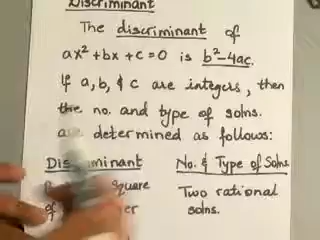 Discriminant
The discriminant of
ax² + bx + c = 0 is b²-4ac.
If a, b, & c are integers, then
the no. and type of solns.
are determined as follows:
Discriminant No. & Type of Solns
square Two rational
of solns.